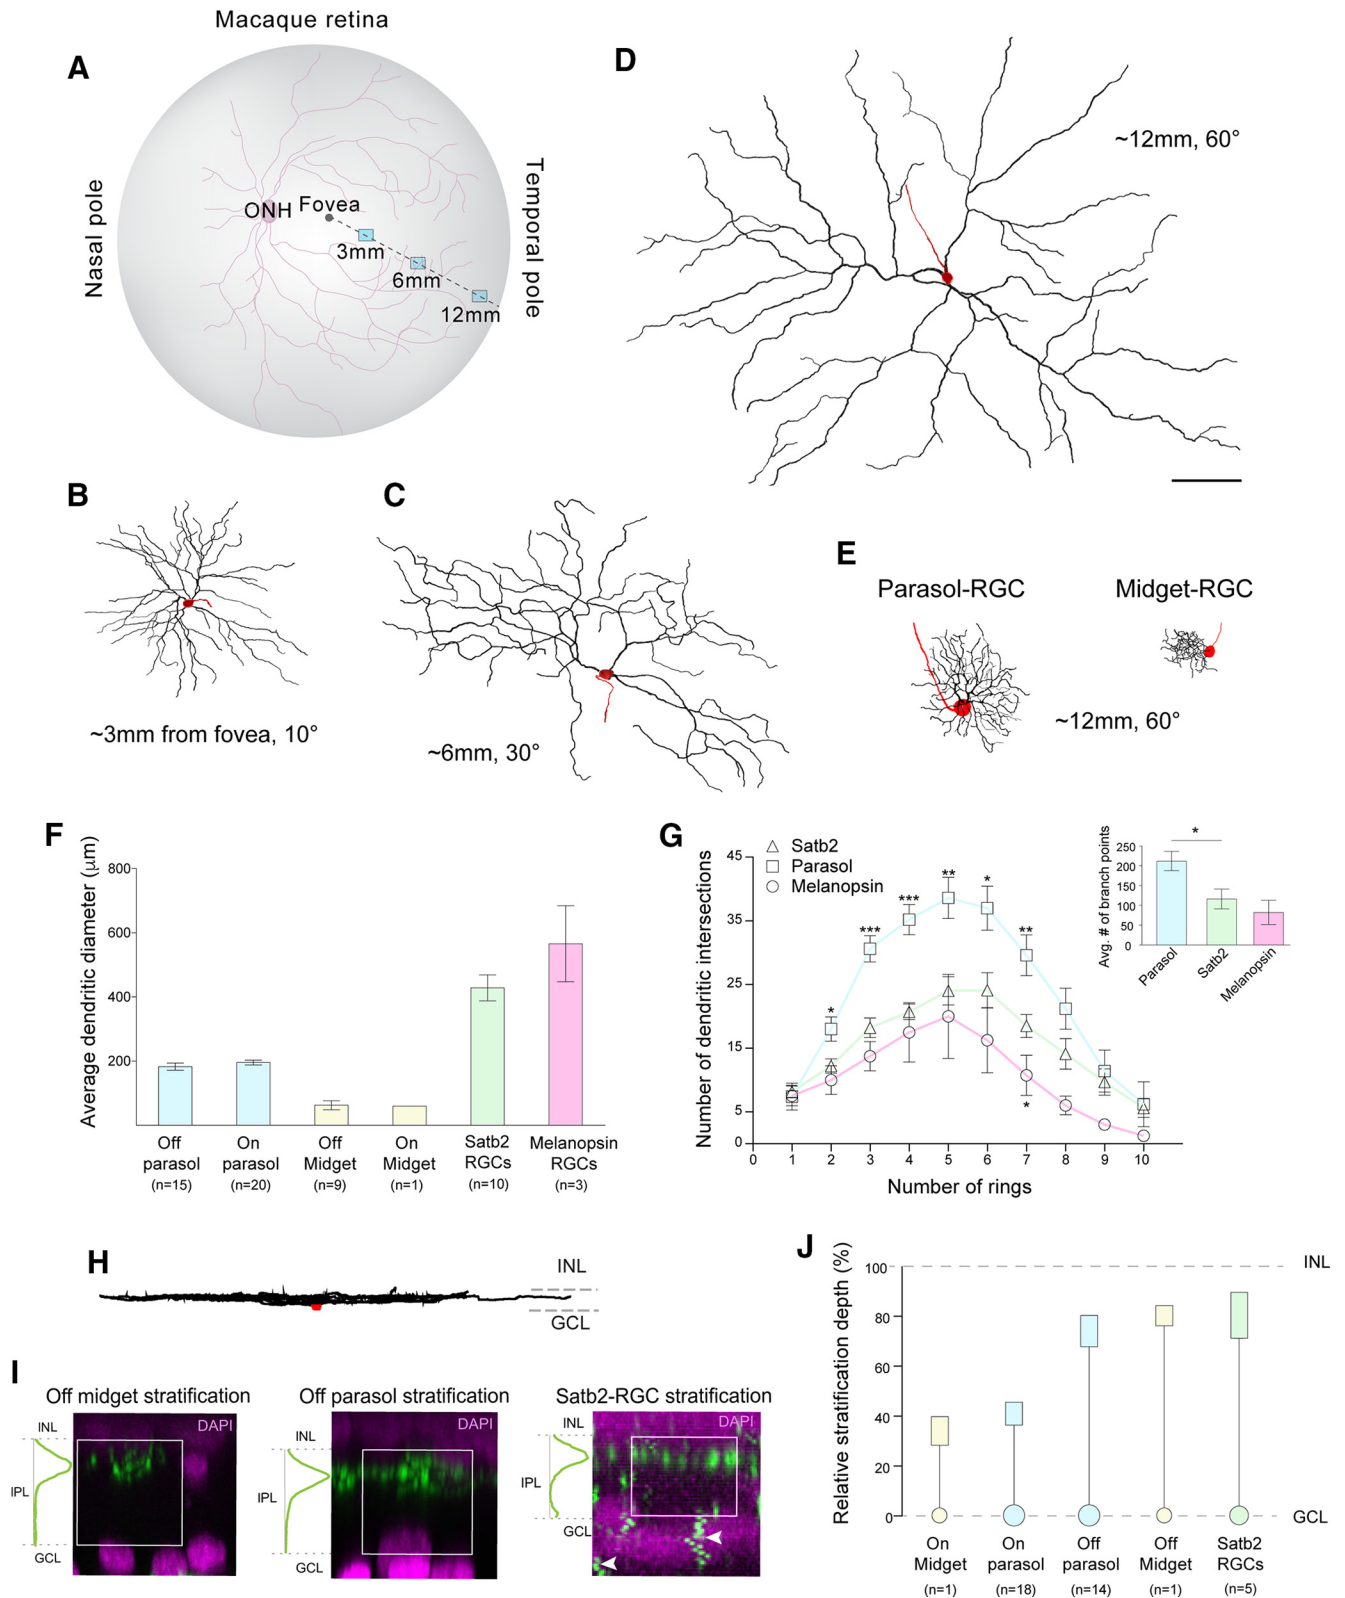 Macaque retina
A
Nasal pole
ONH
Fovea
3mm
6mm
12mm
Temporal pole
D
~12mm, 60°
B
~3mm from fovea, 10°
C
~6mm, 30°
E
Parasol-RGC
Midget-RGC
~12mm, 60°
F
Average dendritic diameter (μm)
800
600
400
200
Off
parasol
(n=15)
On
parasol
(n=20)
Off
Midget
(n=9)
On
Midget
(n=1)
Satb2
RGCs
(n=10)
Melanopsin
RGCs
(n=3)
G
Satb2
Parasol
Melanopsin
Number of dendritic intersections
45
35
25
15
5
0
* *** *** ** * **
*
0 1 2 3 4 5 6 7 8 9 10
Number of rings
Avg. # of branch points
250
200
150
100
50
0
*
Parasol
Satb2
Melanopsin
H
INL
GCL
I
Off midget stratification
INL
IPL
GCL
DAPI
Off parasol stratification
INL
IPL
GCL
DAPI
Satb2-RGC stratification
INL
IPL
GCL
DAPI
J
Relative stratification depth (%)
100
80
60
40
20
0
INL
GCL
On
Midget
(n=1)
On
parasol
(n=18)
Off
parasol
(n=14)
Off
Midget
(n=1)
Satb2
RGCs
(n=5)